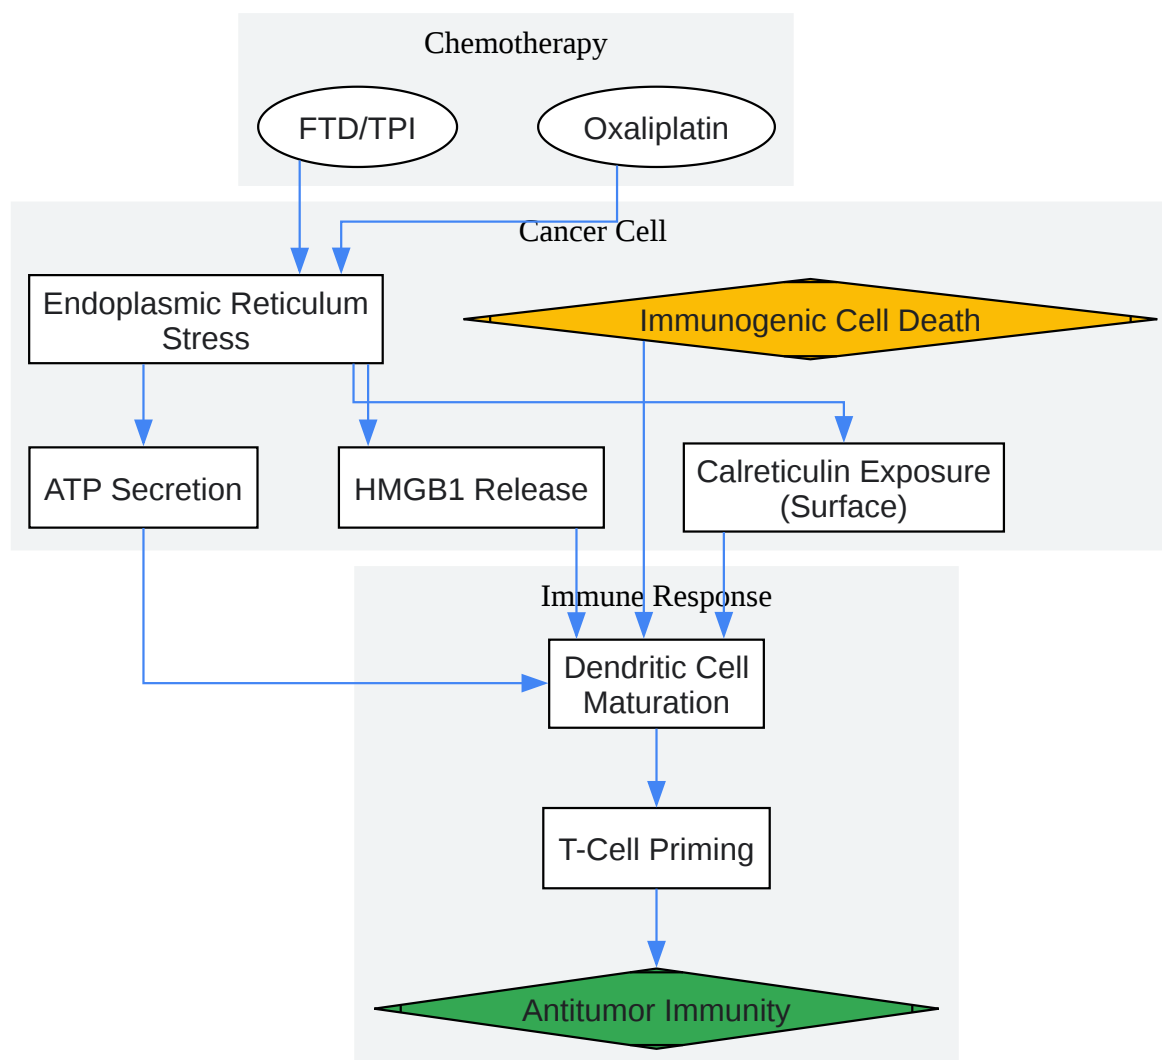 Chemotherapy
FTD/TPI
Oxaliplatin
Cancer Cell
Endoplasmic Reticulum
Stress
Immunogenic Cell Death
ATP Secretion
HMGB1 Release
Calreticulin Exposure
(Surface)
Immune Response
Dendritic Cell
Maturation
T-Cell Priming
Antitumor Immunity